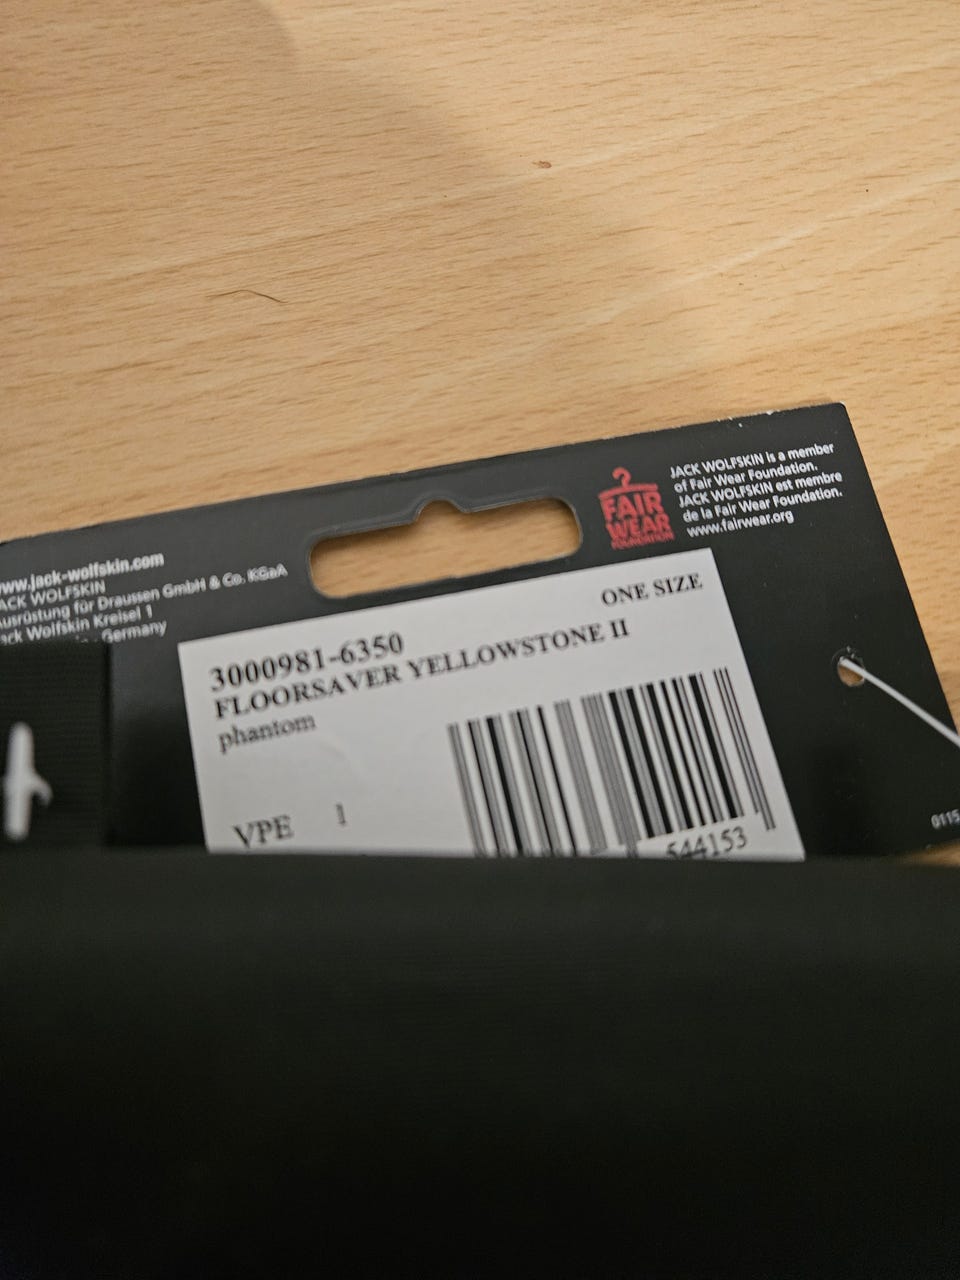 www.jack-wolfskin.com
JACK WOLFSKIN
Ausrüstung für Draussen GmbH & Co. KGaA
Jack Wolfskin Kreisel 1
Germany
FAIR
WEAR
FOUNDATION
JACK WOLFSKIN is a member
of Fair Wear Foundation.
JACK WOLFSKIN est membre
de la Fair Wear Foundation.
www.fairwear.org
ONE SIZE
3000981-6350
FLOORSAVER YELLOWSTONE II
phantom
VPE 1
544153
0115